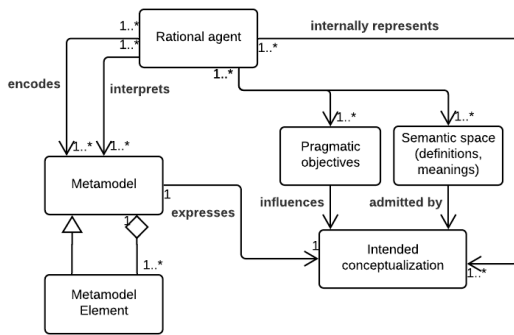 1..*
internally represents
Rational agent
1..*
1..*
encodes
interprets
1..*
1..*
1..*
1..*
1..*
Pragmatic
objectives
Semantic space
(definitions,
meanings)
Metamodel
1
expresses
influences
admitted by
1
1
Intended
conceptualization
1..*
1..*
Metamodel
Element